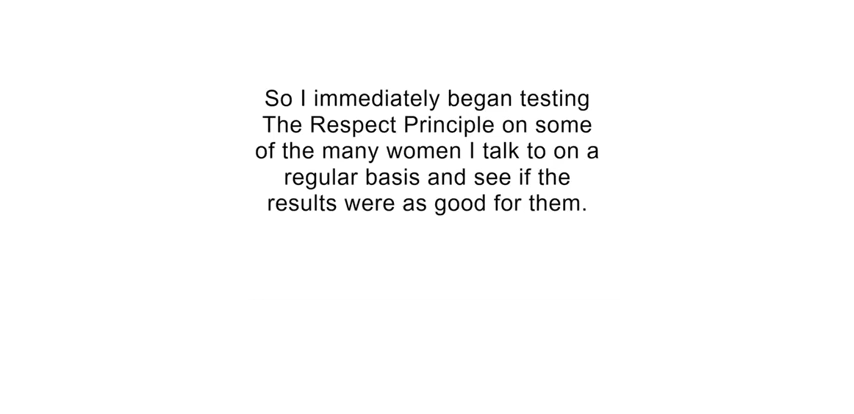 So I immediately began testing
The Respect Principle on some
of the many women I talk to on a
regular basis and see if the
results were as good for them.